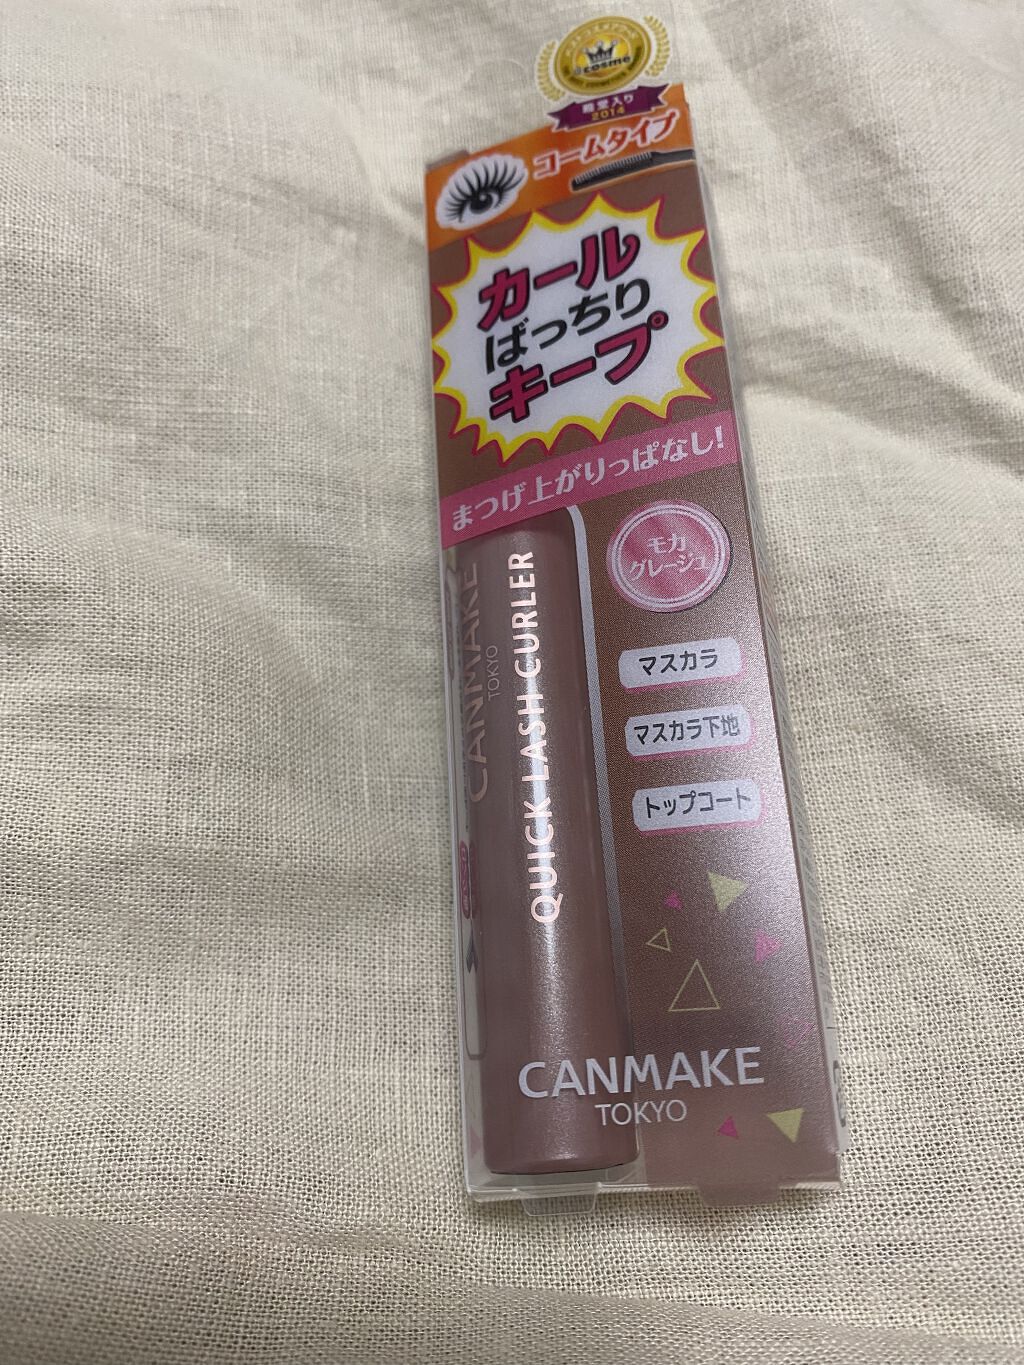 @cosme
殿堂入り
2014
コームタイプ
カール
ばっちり
キープ
まつげ上がりっぱなし!
モカ
グレージュ
CANMAKE
TOKYO
QUICK LASH CURLER
マスカラ
マスカラ下地
トップコート
CANMAKE
TOKYO